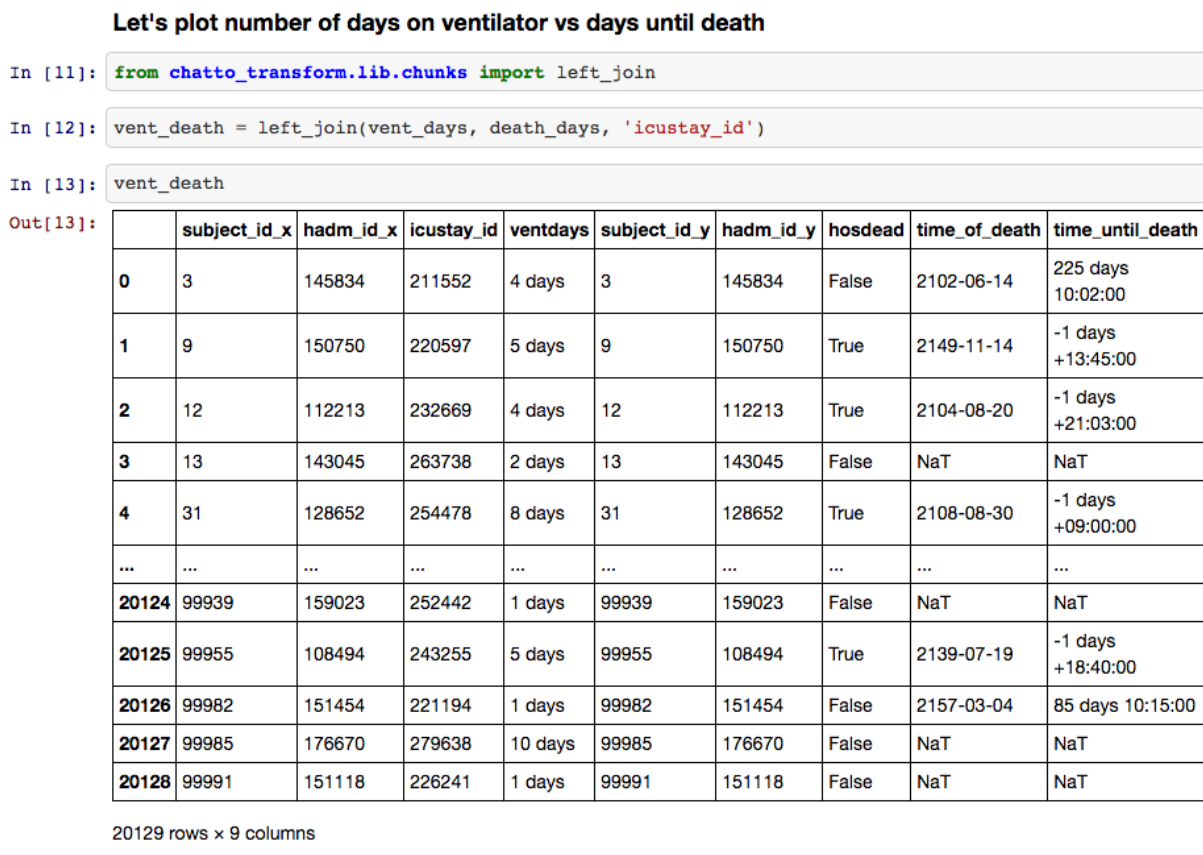 Let's plot number of days on ventilator vs days until death
In [11]: from chatto_transform.lib.chunks import left_join
In [12]: vent_death = left_join(vent_days, death_days, 'icustay_id')
In [13]: vent_death
Out[13]:
subject_id_x hadm_id_x icustay_id ventdays subject_id_y hadm_id_y hosdead time_of_death time_until_death
0 3 145834 211552 4 days 3 145834 False 2102-06-14 225 days
10:02:00
1 9 150750 220597 5 days 9 150750 True 2149-11-14 -1 days
+13:45:00
2 12 112213 232669 4 days 12 112213 True 2104-08-20 -1 days
+21:03:00
3 13 143045 263738 2 days 13 143045 False NaT NaT
4 31 128652 254478 8 days 31 128652 True 2108-08-30 -1 days
+09:00:00
... ... ... ... ... ... ... ... ... ...
20124 99939 159023 252442 1 days 99939 159023 False NaT NaT
20125 99955 108494 243255 5 days 99955 108494 True 2139-07-19 -1 days
+18:40:00
20126 99982 151454 221194 1 days 99982 151454 False 2157-03-04 85 days 10:15:00
20127 99985 176670 279638 10 days 99985 176670 False NaT NaT
20128 99991 151118 226241 1 days 99991 151118 False NaT NaT
20129 rows × 9 columns